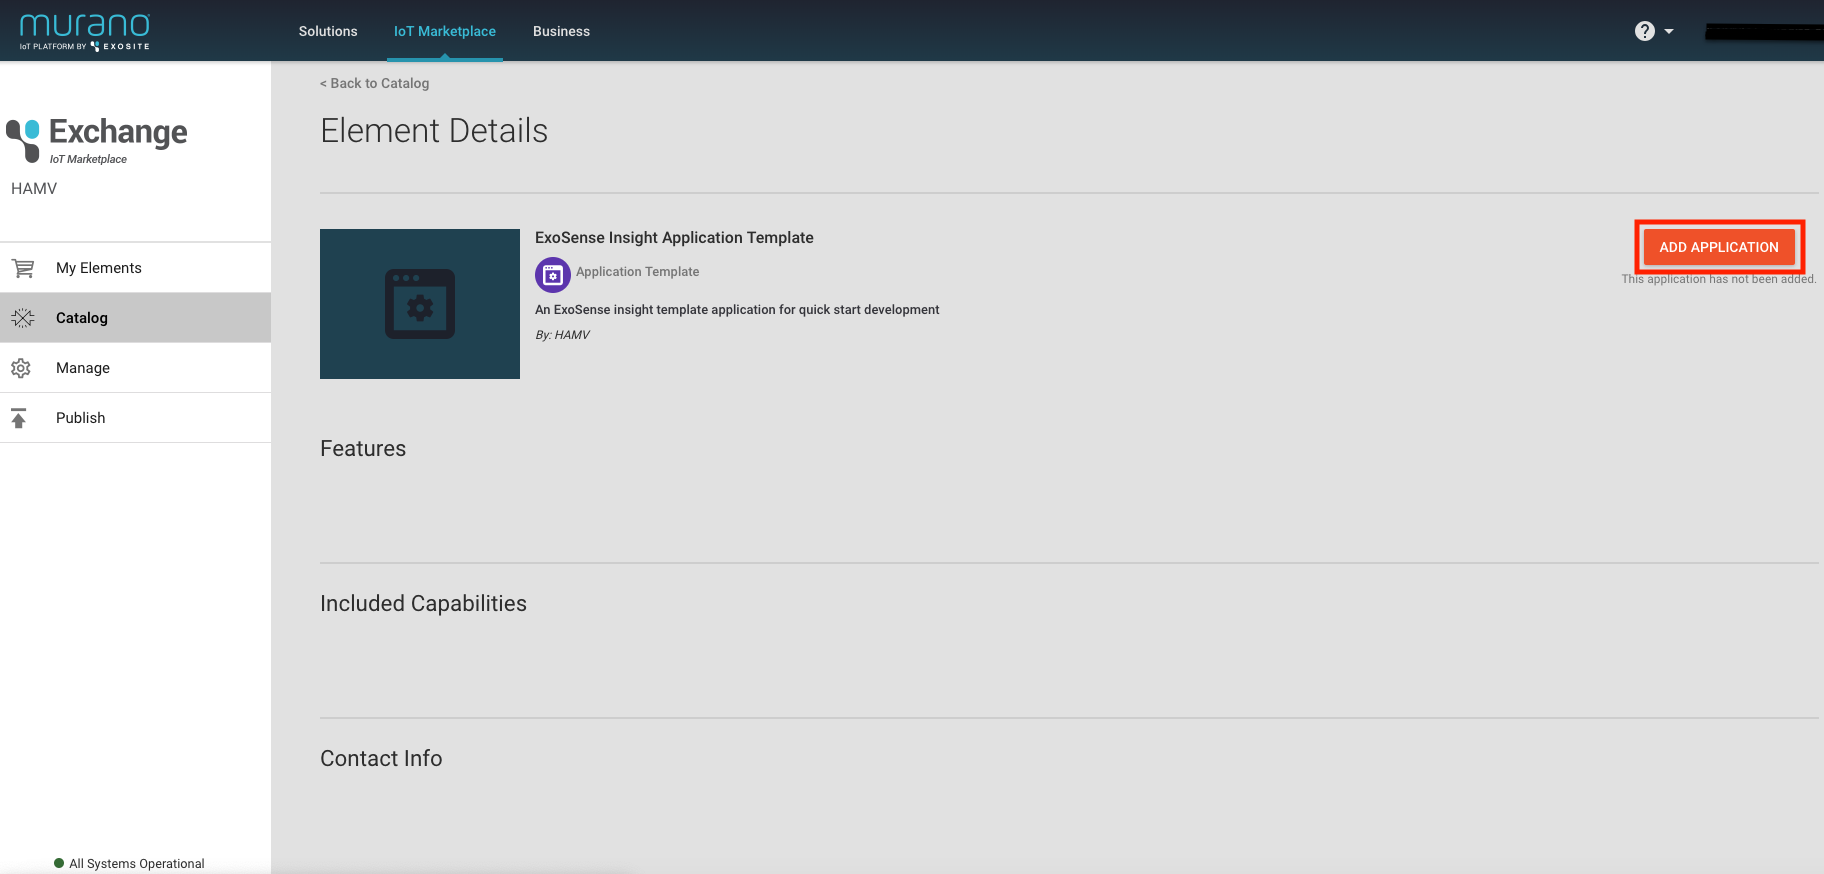 murano
IoT PLATFORM BY EXOSITE
Solutions
IoT Marketplace
Business
?
Exchange
IoT Marketplace
HAMV
My Elements
Catalog
Manage
Publish
All Systems Operational
< Back to Catalog
Element Details
ExoSense Insight Application Template
Application Template
An ExoSense insight template application for quick start development
By: HAMV
ADD APPLICATION
This application has not been added.
Features
Included Capabilities
Contact Info